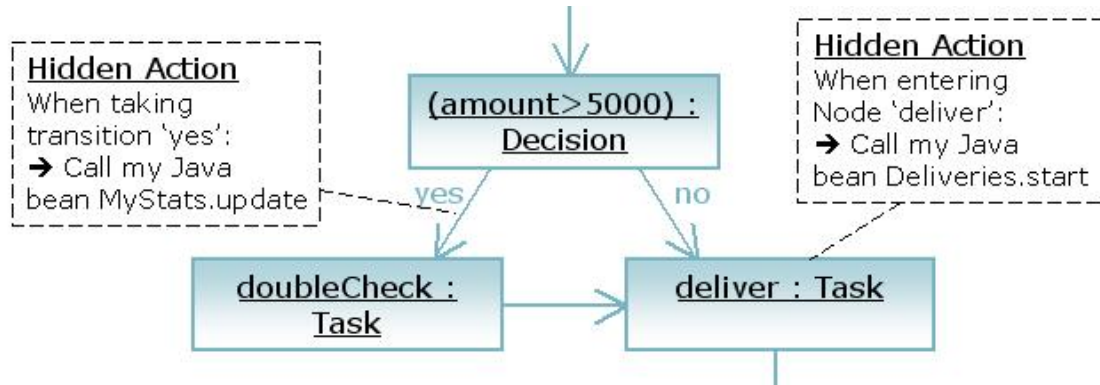 Hidden Action
When taking
transition ‘yes’:
➔ Call my Java
bean MyStats.update
(amount>5000) :
Decision
Hidden Action
When entering
Node ‘deliver’:
➔ Call my Java
bean Deliveries.start
yes
no
doubleCheck :
Task
deliver : Task